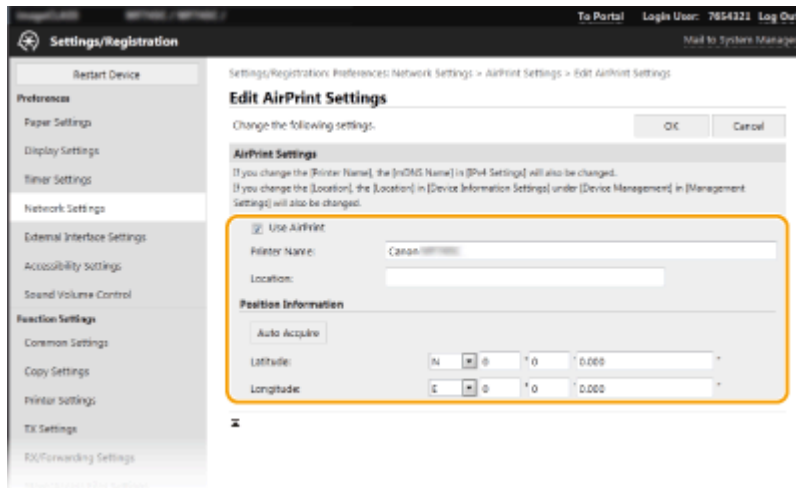 To Portal Login User: 7654321 Log Ou
Settings/Registration
Mail to System Manage
Restart Device
Settings/Registration: Preferences: Network Settings > AirPrint Settings > Edit AirPrint Settings
Preferences
Edit AirPrint Settings
Paper Settings
Change the following settings.
OK
Cancel
Display Settings
AirPrint Settings
Timer Settings
If you change the [Printer Name], the [mDNS Name] in [IPv4 Settings] will also be changed.
If you change the [Location], the [Location] in [Device Information Settings] under [Device Management] in [Management
Settings] will also be changed.
Network Settings
Use AirPrint
External Interface Settings
Printer Name:
Canon
Accessibility Settings
Location:
Sound Volume Control
Position Information
Function Settings
Auto Acquire
Common Settings
Latitude:
N 0 ° 0 ' 0.000 "
Copy Settings
Longitude:
E 0 ° 0 ' 0.000 "
Printer Settings
TX Settings
RX/Forwarding Settings